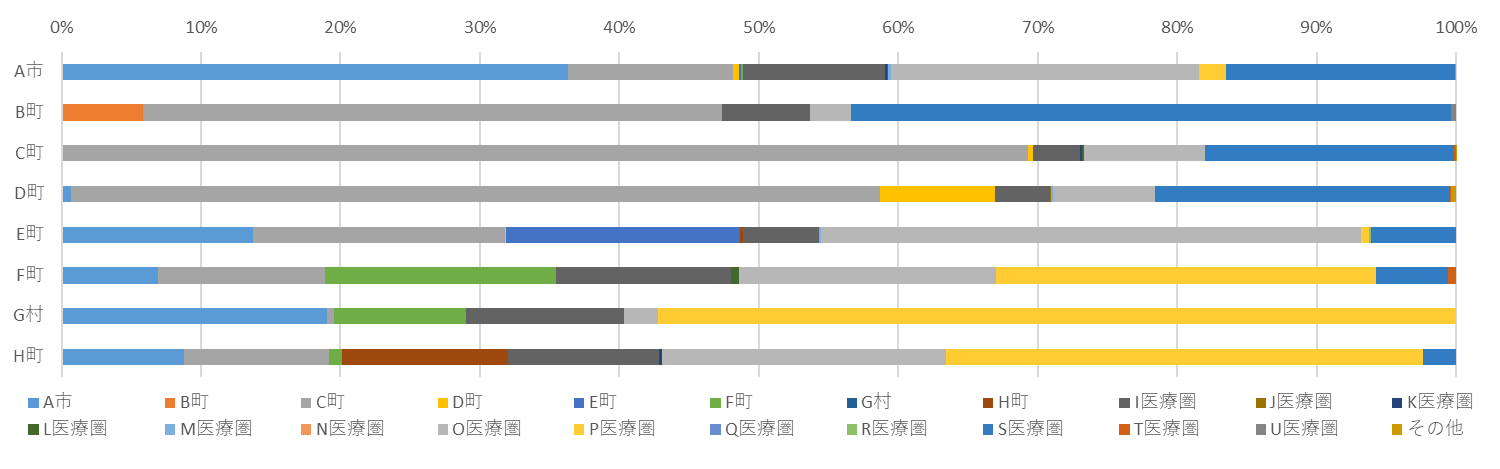 0% 10% 20% 30% 40% 50% 60% 70% 80% 90% 100%
A市
B町
C町
D町
E町
F町
G村
H町
A市 B町 C町 D町 E町 F町 G村 H町 I医療圏 J医療圏 K医療圏
L医療圏 M医療圏 N医療圏 O医療圏 P医療圏 Q医療圏 R医療圏 S医療圏 T医療圏 U医療圏 その他